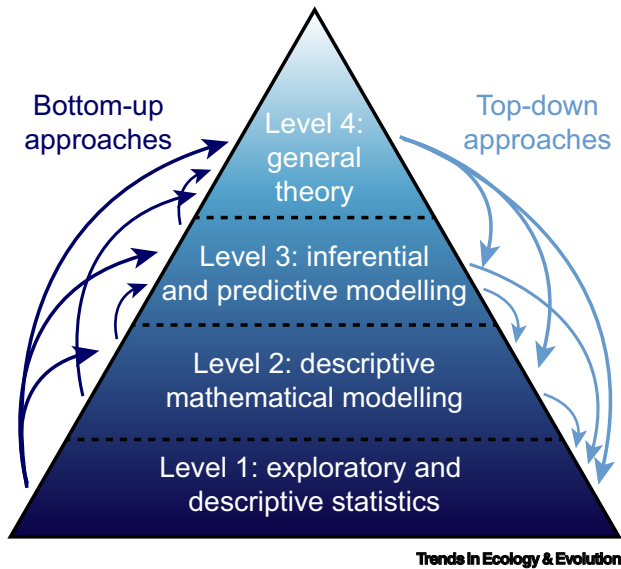 Bottom-up
approaches
Top-down
approaches
Level 4:
general
theory
Level 3: inferential
and predictive modelling
Level 2: descriptive
mathematical modelling
Level 1: exploratory and
descriptive statistics
Trends in Ecology & Evolution